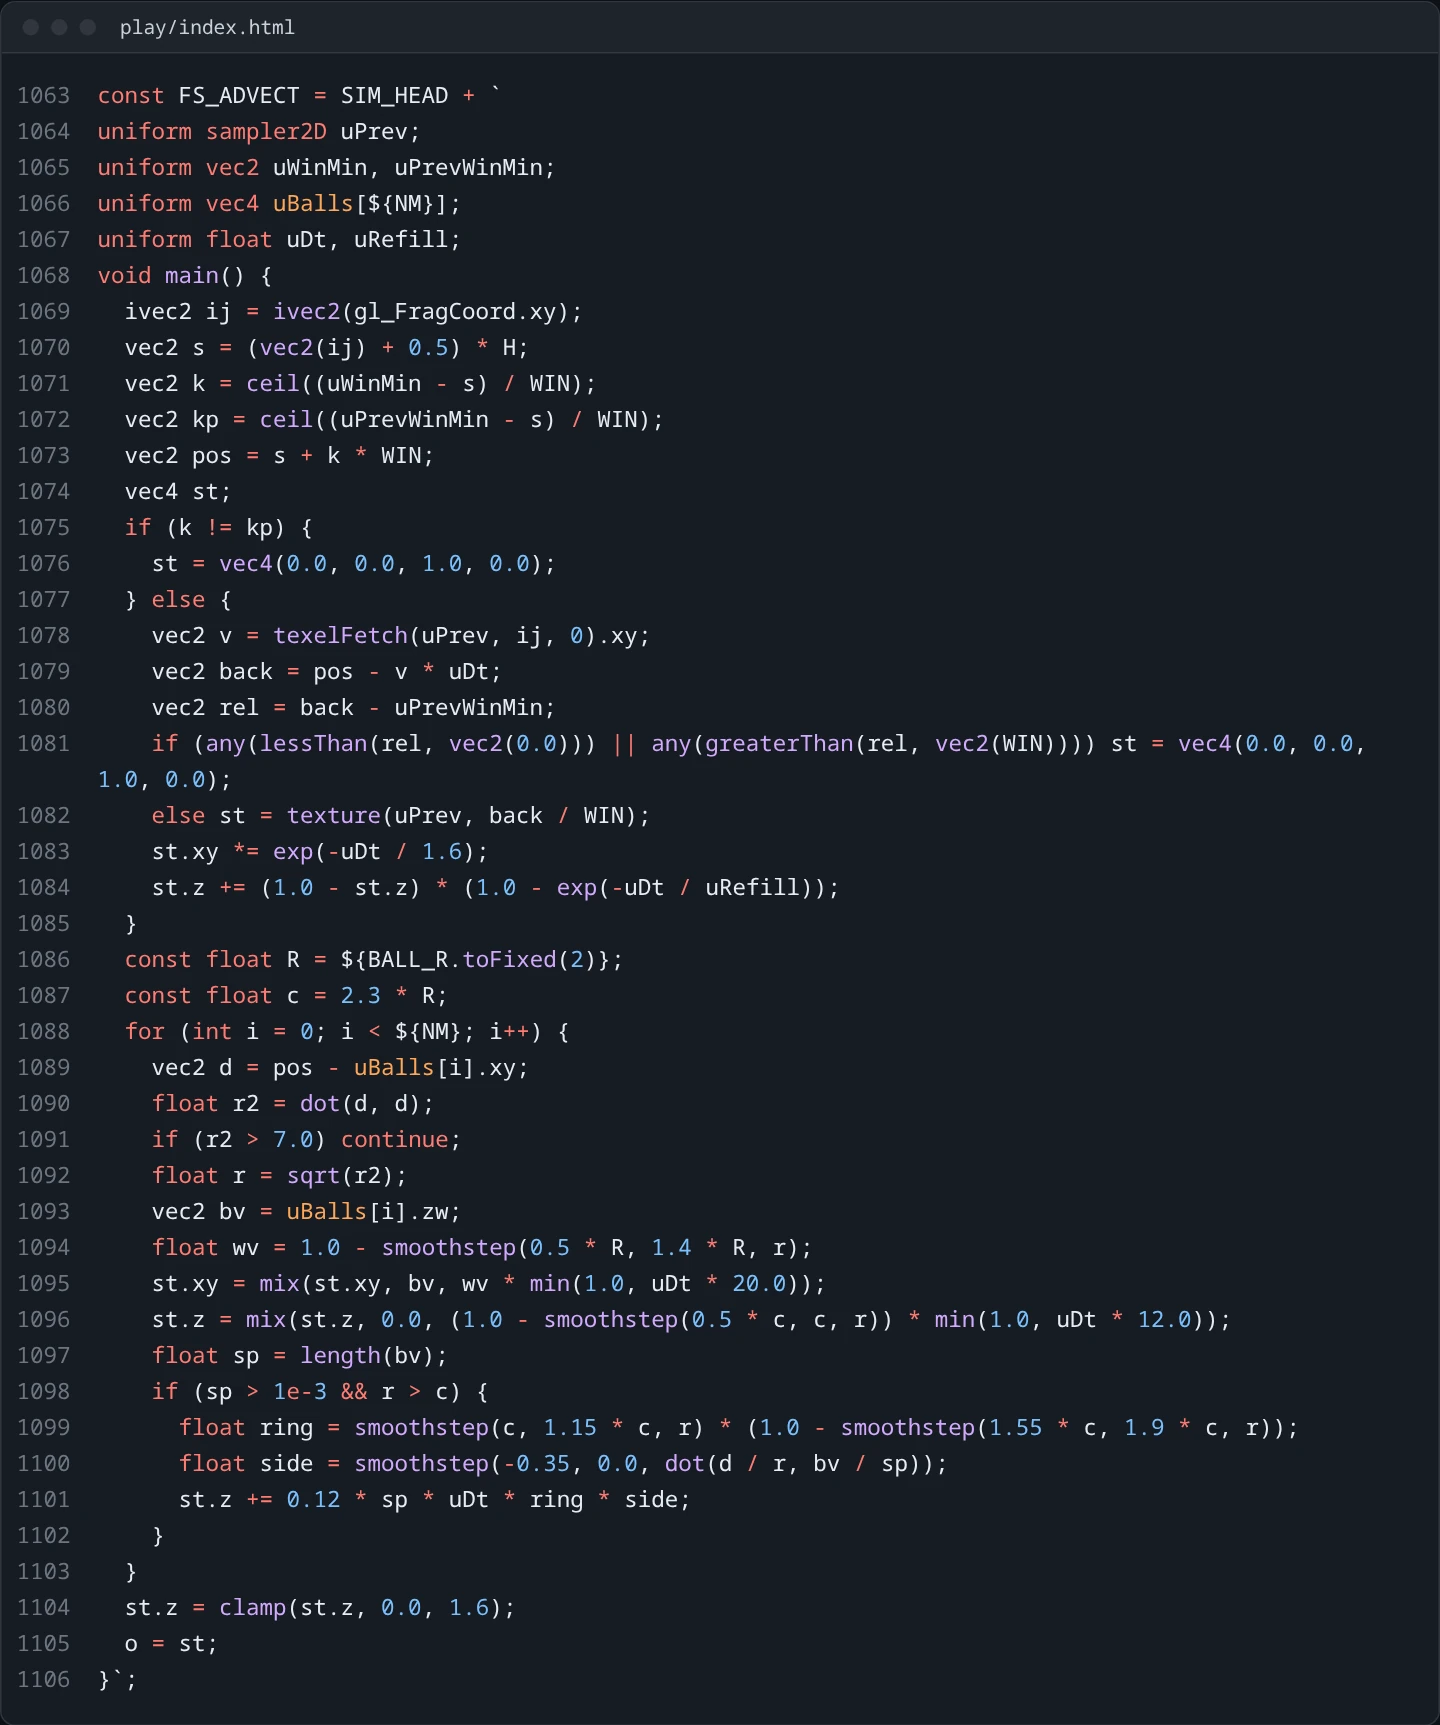 play/index.html
1063 const FS_ADVECT = SIM_HEAD + `
1064 uniform sampler2D uPrev;
1065 uniform vec2 uWinMin, uPrevWinMin;
1066 uniform vec4 uBalls[${NM}];
1067 uniform float uDt, uRefill;
1068 void main() {
1069   ivec2 ij = ivec2(gl_FragCoord.xy);
1070   vec2 s = (vec2(ij) + 0.5) * H;
1071   vec2 k = ceil((uWinMin - s) / WIN);
1072   vec2 kp = ceil((uPrevWinMin - s) / WIN);
1073   vec2 pos = s + k * WIN;
1074   vec4 st;
1075   if (k != kp) {
1076     st = vec4(0.0, 0.0, 1.0, 0.0);
1077   } else {
1078     vec2 v = texelFetch(uPrev, ij, 0).xy;
1079     vec2 back = pos - v * uDt;
1080     vec2 rel = back - uPrevWinMin;
1081     if (any(lessThan(rel, vec2(0.0))) || any(greaterThan(rel, vec2(WIN)))) st = vec4(0.0, 0.0,
1.0, 0.0);
1082     else st = texture(uPrev, back / WIN);
1083     st.xy *= exp(-uDt / 1.6);
1084     st.z += (1.0 - st.z) * (1.0 - exp(-uDt / uRefill));
1085   }
1086   const float R = ${BALL_R.toFixed(2)};
1087   const float c = 2.3 * R;
1088   for (int i = 0; i < ${NM}; i++) {
1089     vec2 d = pos - uBalls[i].xy;
1090     float r2 = dot(d, d);
1091     if (r2 > 7.0) continue;
1092     float r = sqrt(r2);
1093     vec2 bv = uBalls[i].zw;
1094     float wv = 1.0 - smoothstep(0.5 * R, 1.4 * R, r);
1095     st.xy = mix(st.xy, bv, wv * min(1.0, uDt * 20.0));
1096     st.z = mix(st.z, 0.0, (1.0 - smoothstep(0.5 * c, c, r)) * min(1.0, uDt * 12.0));
1097     float sp = length(bv);
1098     if (sp > 1e-3 && r > c) {
1099       float ring = smoothstep(c, 1.15 * c, r) * (1.0 - smoothstep(1.55 * c, 1.9 * c, r));
1100       float side = smoothstep(-0.35, 0.0, dot(d / r, bv / sp));
1101       st.z += 0.12 * sp * uDt * ring * side;
1102     }
1103   }
1104   st.z = clamp(st.z, 0.0, 1.6);
1105   o = st;
1106 }`;